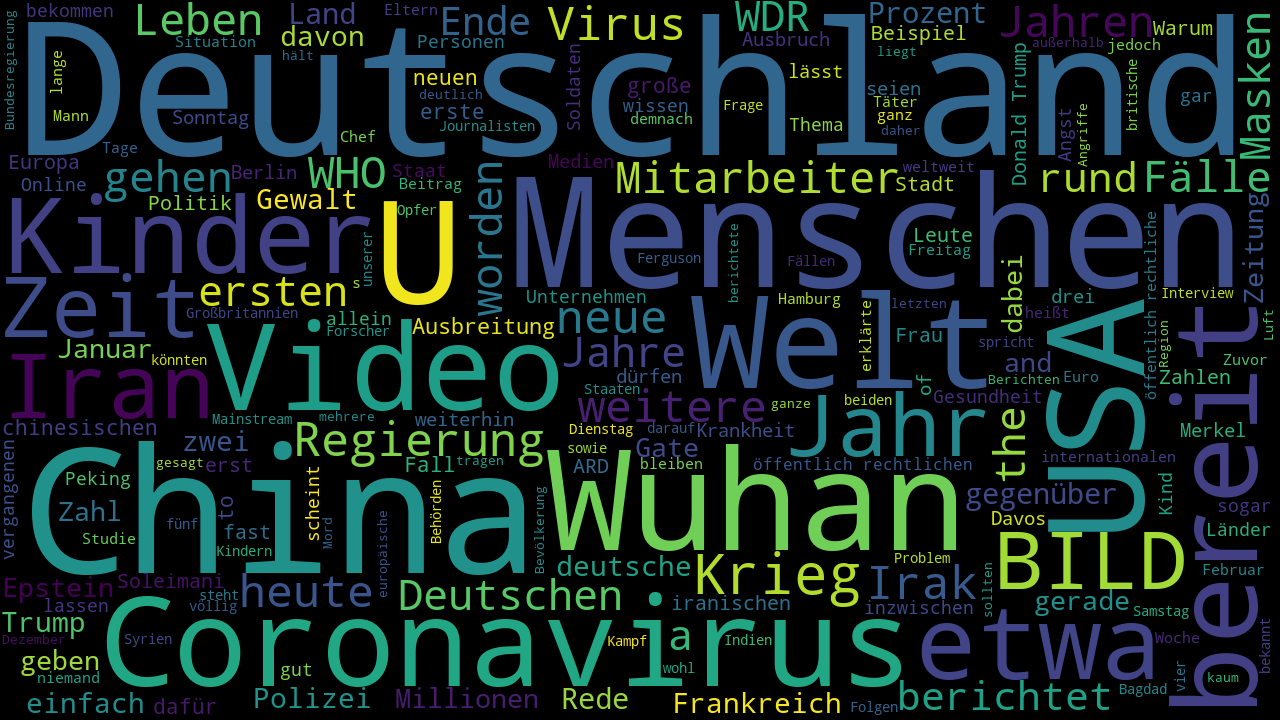 bekommen
Leben
Land
Eltern
Ende
Virus
WDR
Prozent
Jahren
Warum
Situation
davon
Personen
Ausbruch
Beispiel
außerhalb
jedoch
Bundesregierung
Deutschland
lange
hält
neuen
deutlich
erste
Journalisten
Soldaten
große
wissen
demnach
lässt
Frage
Thema
liegt
seien
Täter
ganz
daher
Donald Trump
Angst
Angriffe
britische
gar
Masken
Mann
Sonntag
Tage
Chef
Europa
Online
gehen
Berlin
WHO
Staat
Medien
Beitrag
worden
Mitarbeiter
weltweit
Stadt
rund
Fälle
Politik
Gewalt
Kinder
U
Opfer
unserer
Menschen
Leute
Freitag
Ferguson
berichtete
Fällen
öffentlich rechtliche
Zeitung
Zeit
ersten
s
Großbritannien
Unternehmen
Hamburg
Welt
letzten
dabei
drei
heißt
Interview
allein
Forscher
Ausbreitung
neue
erklärte
Frau
spricht
USA
Region
Luft
Januar
könnten
Video
Jahre
dürfen
Staaten
of
and
Berichten
Euro
Zuvor
Zahlen
Iran
Mainstream
mehrere
weiterhin
weitere
ganze
beiden
Jahr
Gesundheit
the
bereit
chinesischen
zwei
Regierung
Dienstag
darauf
Krankheit
Merkel
vergangenen
Peking
gesagt
erst
Fall
tragen
sowie
ARD
Gate
bleiben
öffentlich rechtlichen
internationalen
China
Zahl
Studie
fünf
to
fast
Kindern
scheint
Mord
europäische
Behörden
Bevölkerung
Wuhan
gegenüber
Davos
Kind
sogar
Länder
Epstein
Soleimani
steht
deutsche
Krieg
Problem
Irak
sollten
BILD
Februar
lassen
völlig
heute
Deutschen
iranischen
inzwischen
gerade
Samstag
Trump
Dezember
Syrien
Coronavirus
Kampf
a
Indien
etwa
Woche
bekannt
geben
niemand
gut
wohl
kaum
vier
einfach
dafür
Polizei
Millionen
Rede
Frankreich
Folgen
berichtet
Bagdad